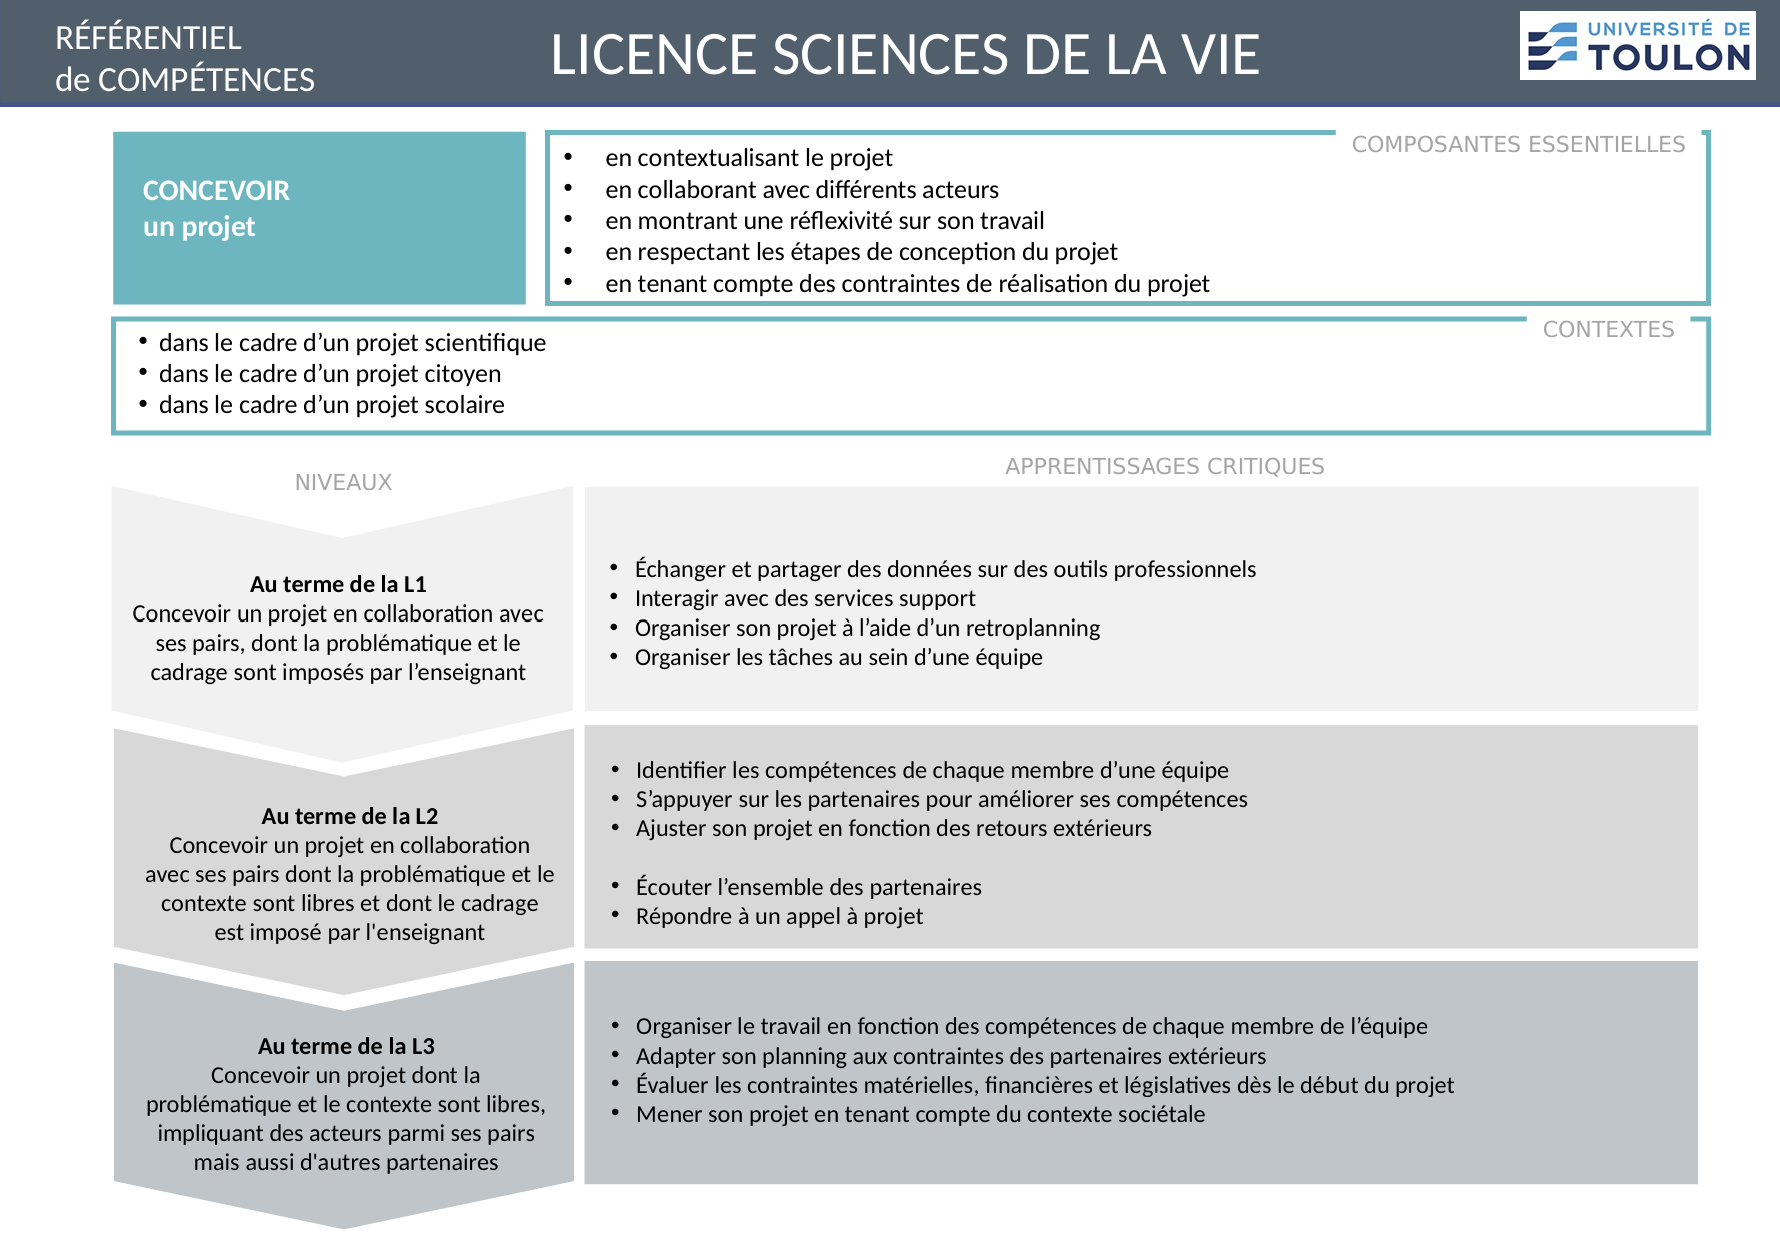 RÉFÉRENTIEL
de COMPÉTENCES
LICENCE SCIENCES DE LA VIE
UNIVERSITÉ DE
TOULON
CONCEVOIR
un projet
COMPOSANTES ESSENTIELLES
• en contextualisant le projet
• en collaborant avec différents acteurs
• en montrant une réflexivité sur son travail
• en respectant les étapes de conception du projet
• en tenant compte des contraintes de réalisation du projet
CONTEXTES
• dans le cadre d’un projet scientifique
• dans le cadre d’un projet citoyen
• dans le cadre d’un projet scolaire
NIVEAUX
APPRENTISSAGES CRITIQUES
Au terme de la L1
Concevoir un projet en collaboration avec
ses pairs, dont la problématique et le
cadrage sont imposés par l’enseignant
• Échanger et partager des données sur des outils professionnels
• Interagir avec des services support
• Organiser son projet à l’aide d’un retroplanning
• Organiser les tâches au sein d’une équipe
Au terme de la L2
Concevoir un projet en collaboration
avec ses pairs dont la problématique et le
contexte sont libres et dont le cadrage
est imposé par l'enseignant
• Identifier les compétences de chaque membre d’une équipe
• S’appuyer sur les partenaires pour améliorer ses compétences
• Ajuster son projet en fonction des retours extérieurs
• Écouter l’ensemble des partenaires
• Répondre à un appel à projet
Au terme de la L3
Concevoir un projet dont la
problématique et le contexte sont libres,
impliquant des acteurs parmi ses pairs
mais aussi d'autres partenaires
• Organiser le travail en fonction des compétences de chaque membre de l’équipe
• Adapter son planning aux contraintes des partenaires extérieurs
• Évaluer les contraintes matérielles, financières et législatives dès le début du projet
• Mener son projet en tenant compte du contexte sociétale